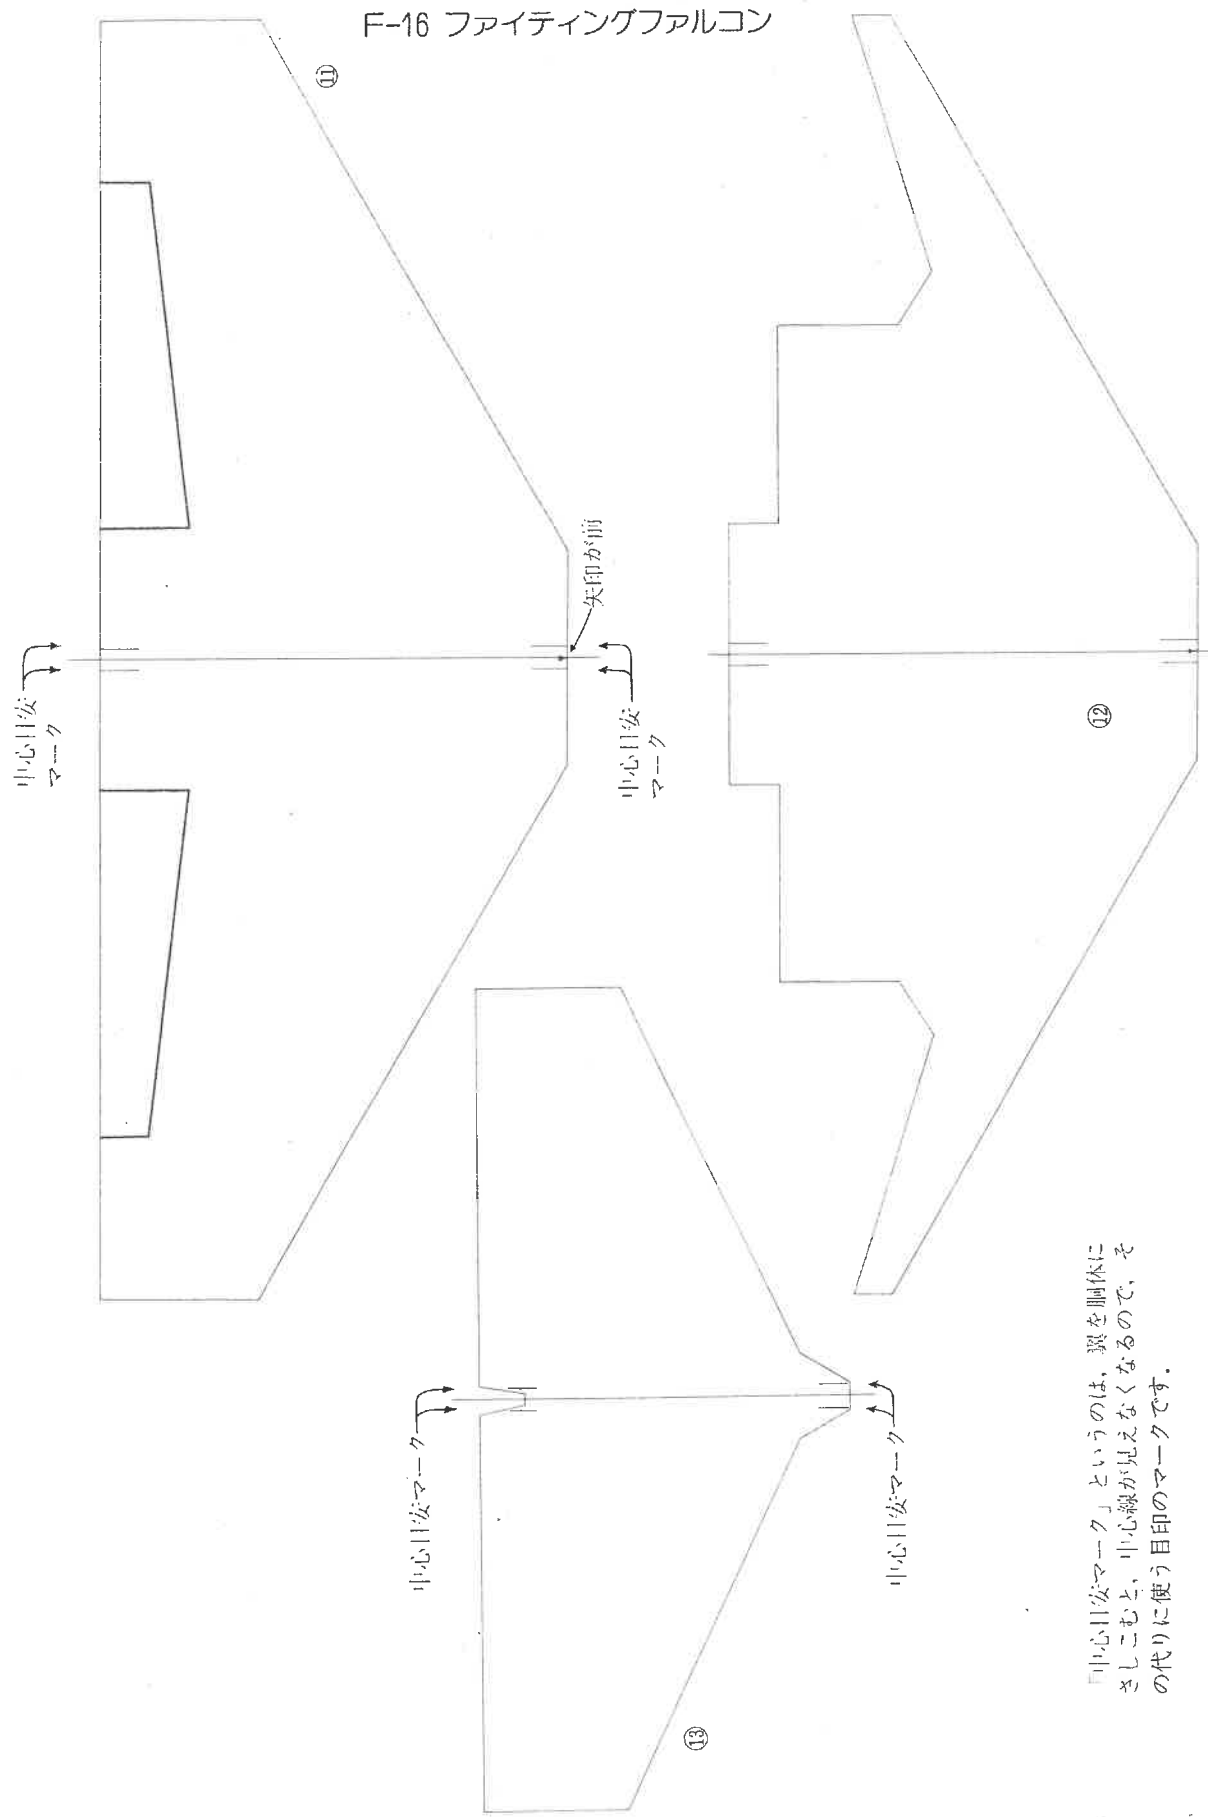 F-16 ファイティングファルコン
⑪
中心目安
マーク
矢印が前
中心目安
マーク
⑫
中心目安マーク
中心目安マーク
⑬
「中心目安マーク」というのは，翼を胴体に
さしこむと，中心線が見えなくなるので，そ
の代りに使う目印のマークです．